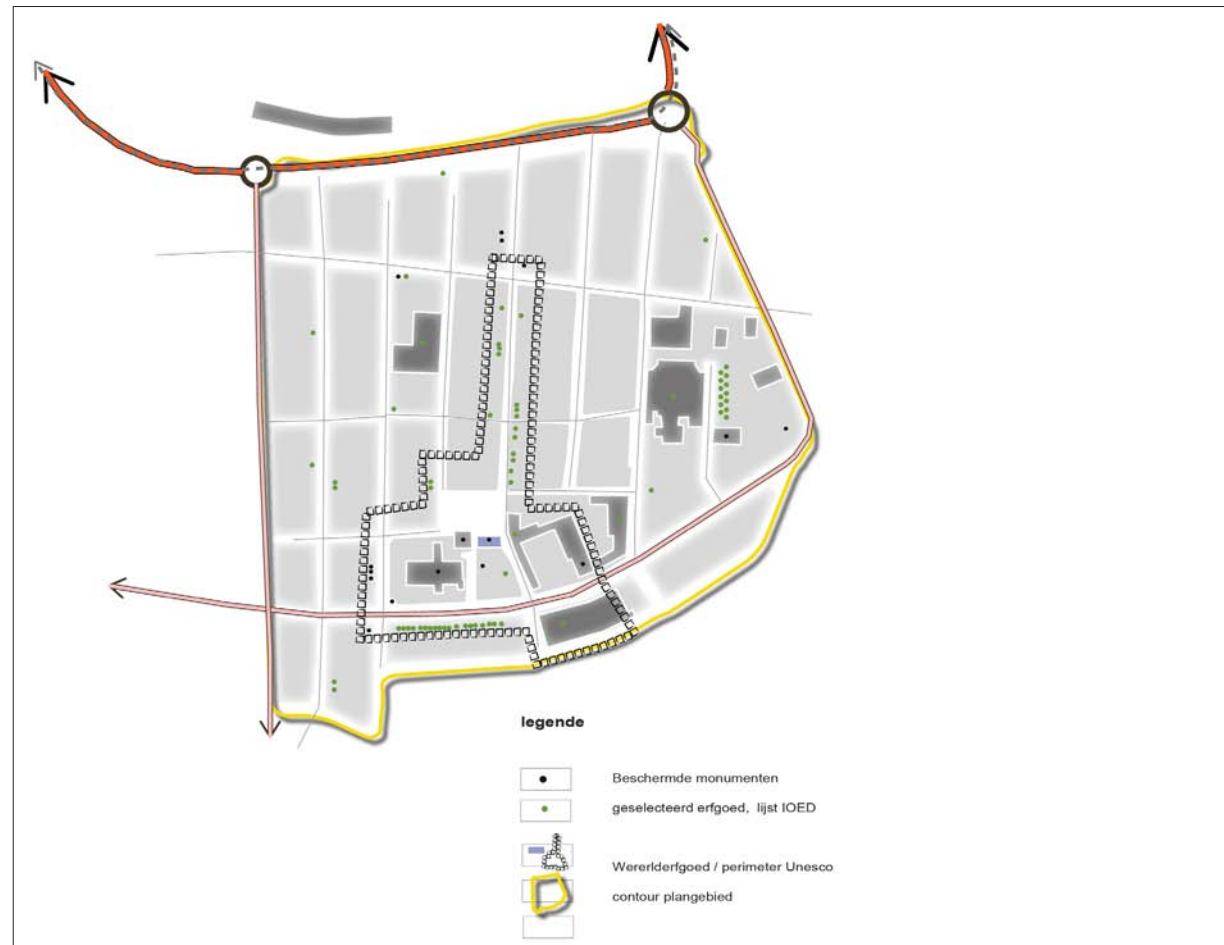 legende
Beschermde monumenten
geselecteerd erfgoed, lijst IOED
Wererlderfgoed / perimeter Unesco
contour plangebied